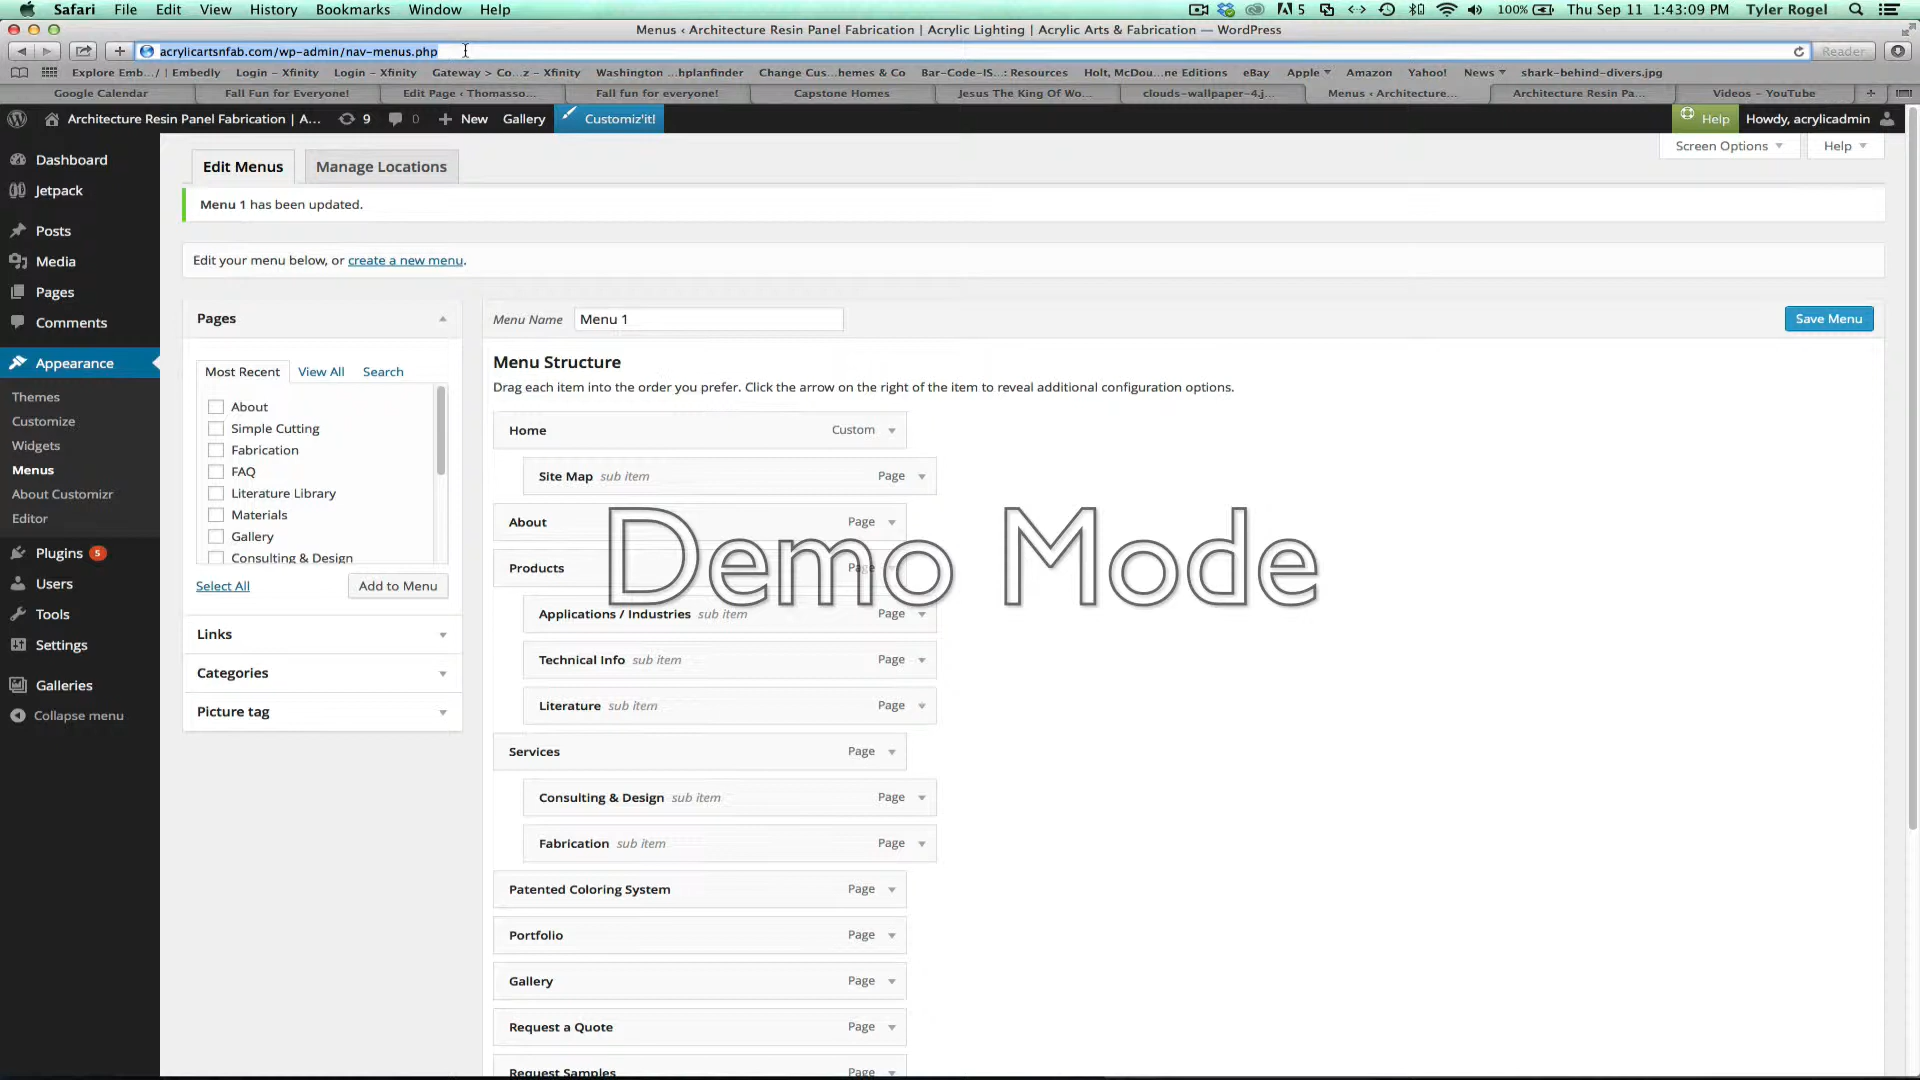 Safari File Edit View History Bookmarks Window Help 5 100% Thu Sep 11 1:43:09 PM Tyler Rogel
Menus ‹ Architecture Resin Panel Fabrication | Acrylic Lighting | Acrylic Arts & Fabrication — WordPress
acrylicartsnfab.com/wp-admin/nav-menus.php Reader
Explore Emb.../ | Embedly Login – Xfinity Login – Xfinity Gateway > Co...z – Xfinity Washington ...hplanfinder Change Cus...hemes & Co Bar-Code-IS...: Resources Holt, McDou...ne Editions eBay Apple Amazon Yahoo! News shark-behind-divers.jpg
Google Calendar Fall Fun for Everyone! Edit Page ‹ Thomasso... Fall fun for everyone! Capstone Homes Jesus The King Of Wo... clouds-wallpaper-4.j... Menus ‹ Architecture... Architecture Resin Pa... Videos – YouTube
Architecture Resin Panel Fabrication | A... 9 0 + New Gallery Customiz'it! Help Howdy, acrylicadmin
Screen Options Help
Edit Menus Manage Locations
Menu 1 has been updated.
Edit your menu below, or create a new menu.
Dashboard
Jetpack
Posts
Media
Pages
Comments
Appearance
Themes
Customize
Widgets
Menus
About Customizr
Editor
Plugins 5
Users
Tools
Settings
Galleries
Collapse menu
Pages
Most Recent View All Search
About
Simple Cutting
Fabrication
FAQ
Literature Library
Materials
Gallery
Consulting & Design
Select All Add to Menu
Links
Categories
Picture tag
Menu Name Menu 1 Save Menu
Menu Structure
Drag each item into the order you prefer. Click the arrow on the right of the item to reveal additional configuration options.
Home Custom
Site Map sub item Page
About Page
Products Page
Applications / Industries sub item Page
Technical Info sub item Page
Literature sub item Page
Services Page
Consulting & Design sub item Page
Fabrication sub item Page
Patented Coloring System Page
Portfolio Page
Gallery Page
Request a Quote Page
Request Samples Page
Demo Mode